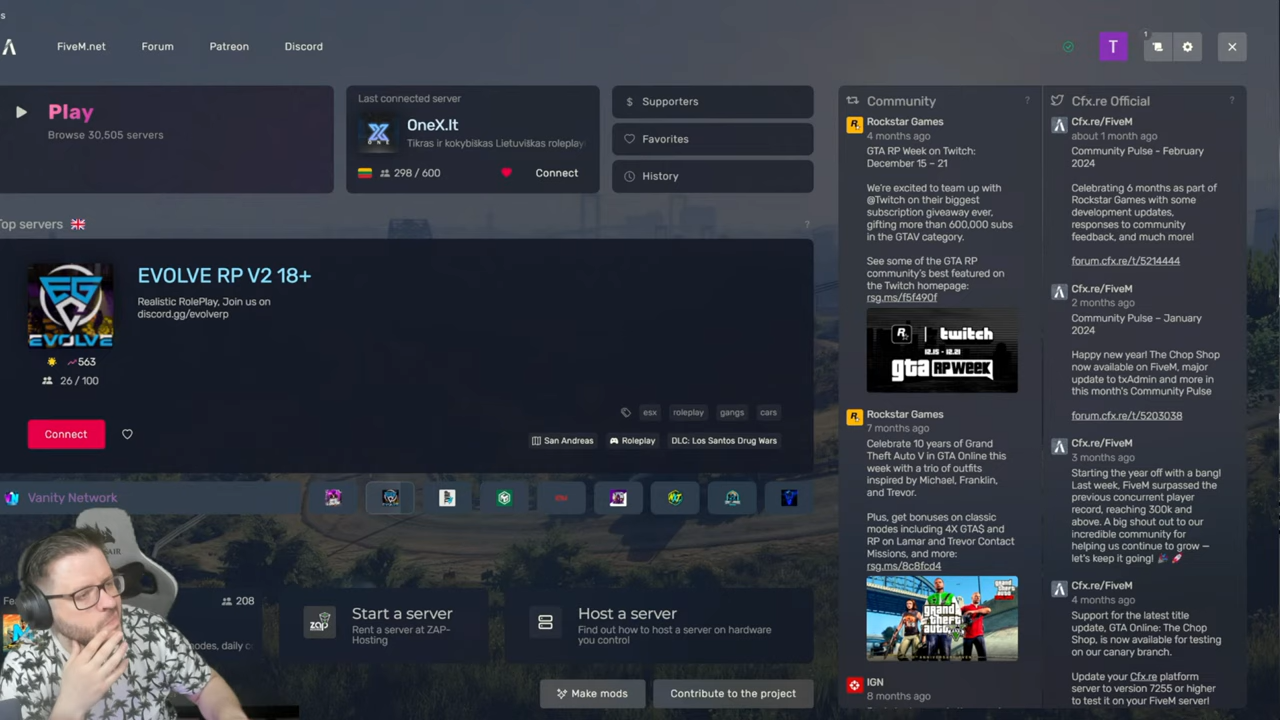 s
FiveM.net
Forum
Patreon
Discord
T
1
Play
Browse 30,505 servers
Last connected server
OneX.lt
Tikras ir kokybiškas Lietuviškas roleplay
298 / 600
Connect
Supporters
Favorites
History
Top servers
?
EVOLVE RP V2 18+
Realistic RolePlay, Join us on
discord.gg/evolverp
EVOLVE
563
26 / 100
Connect
esx
roleplay
gangs
cars
San Andreas
Roleplay
DLC: Los Santos Drug Wars
Vanity Network
208
odes, daily c
ZAP
Start a server
Rent a server at ZAP-
Hosting
Host a server
Find out how to host a server on hardware
you control
Make mods
Contribute to the project
Community
?
Rockstar Games
4 months ago
GTA RP Week on Twitch:
December 15 – 21
We're excited to team up with
@Twitch on their biggest
subscription giveaway ever,
gifting more than 600,000 subs
in the GTAV category.
See some of the GTA RP
community's best featured on
the Twitch homepage:
rsg.ms/f5f490f
R
twitch
12.15 - 12.21
gta RP WEEK
Rockstar Games
7 months ago
Celebrate 10 years of Grand
Theft Auto V in GTA Online this
week with a trio of outfits
inspired by Michael, Franklin,
and Trevor.
Plus, get bonuses on classic
modes including 4X GTA$ and
RP on Lamar and Trevor Contact
Missions, and more:
rsg.ms/8c8fcd4
grand
theft
auto
IGN
8 months ago
Cfx.re Official
?
Cfx.re/FiveM
about 1 month ago
Community Pulse - February
2024
Celebrating 6 months as part of
Rockstar Games with some
development updates,
responses to community
feedback, and much more!
forum.cfx.re/t/5214444
Cfx.re/FiveM
2 months ago
Community Pulse – January
2024
Happy new year! The Chop Shop
now available on FiveM, major
update to txAdmin and more in
this month's Community Pulse
forum.cfx.re/t/5203038
Cfx.re/FiveM
3 months ago
Starting the year off with a bang!
Last week, FiveM surpassed the
previous concurrent player
record, reaching 300k and
above. A big shout out to our
incredible community for
helping us continue to grow —
let's keep it going!
Cfx.re/FiveM
4 months ago
Support for the latest title
update, GTA Online: The Chop
Shop, is now available for testing
on our canary branch.
Update your Cfx.re platform
server to version 7255 or higher
to test it on your FiveM server!